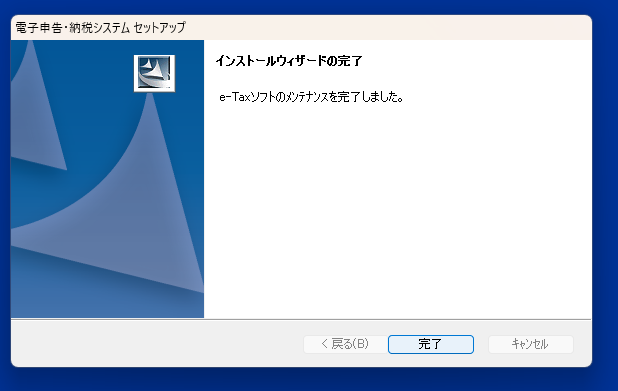 電子申告・納税システム セットアップ
インストールウィザードの完了
e-Taxソフトのメンテナンスを完了しました。
< 戻る(B)
完了
キャンセル